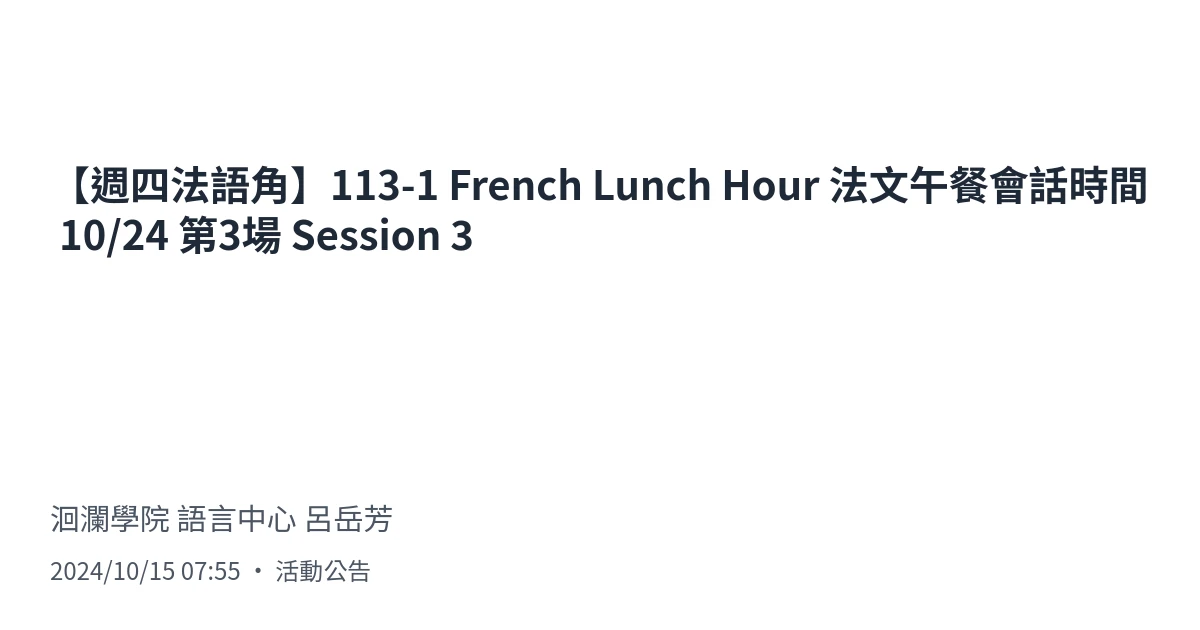 【週四法語角】113-1 French Lunch Hour 法文午餐會話時間
10/24 第3場 Session 3
洄瀾學院 語言中心 呂岳芳
2024/10/15 07:55 • 活動公告